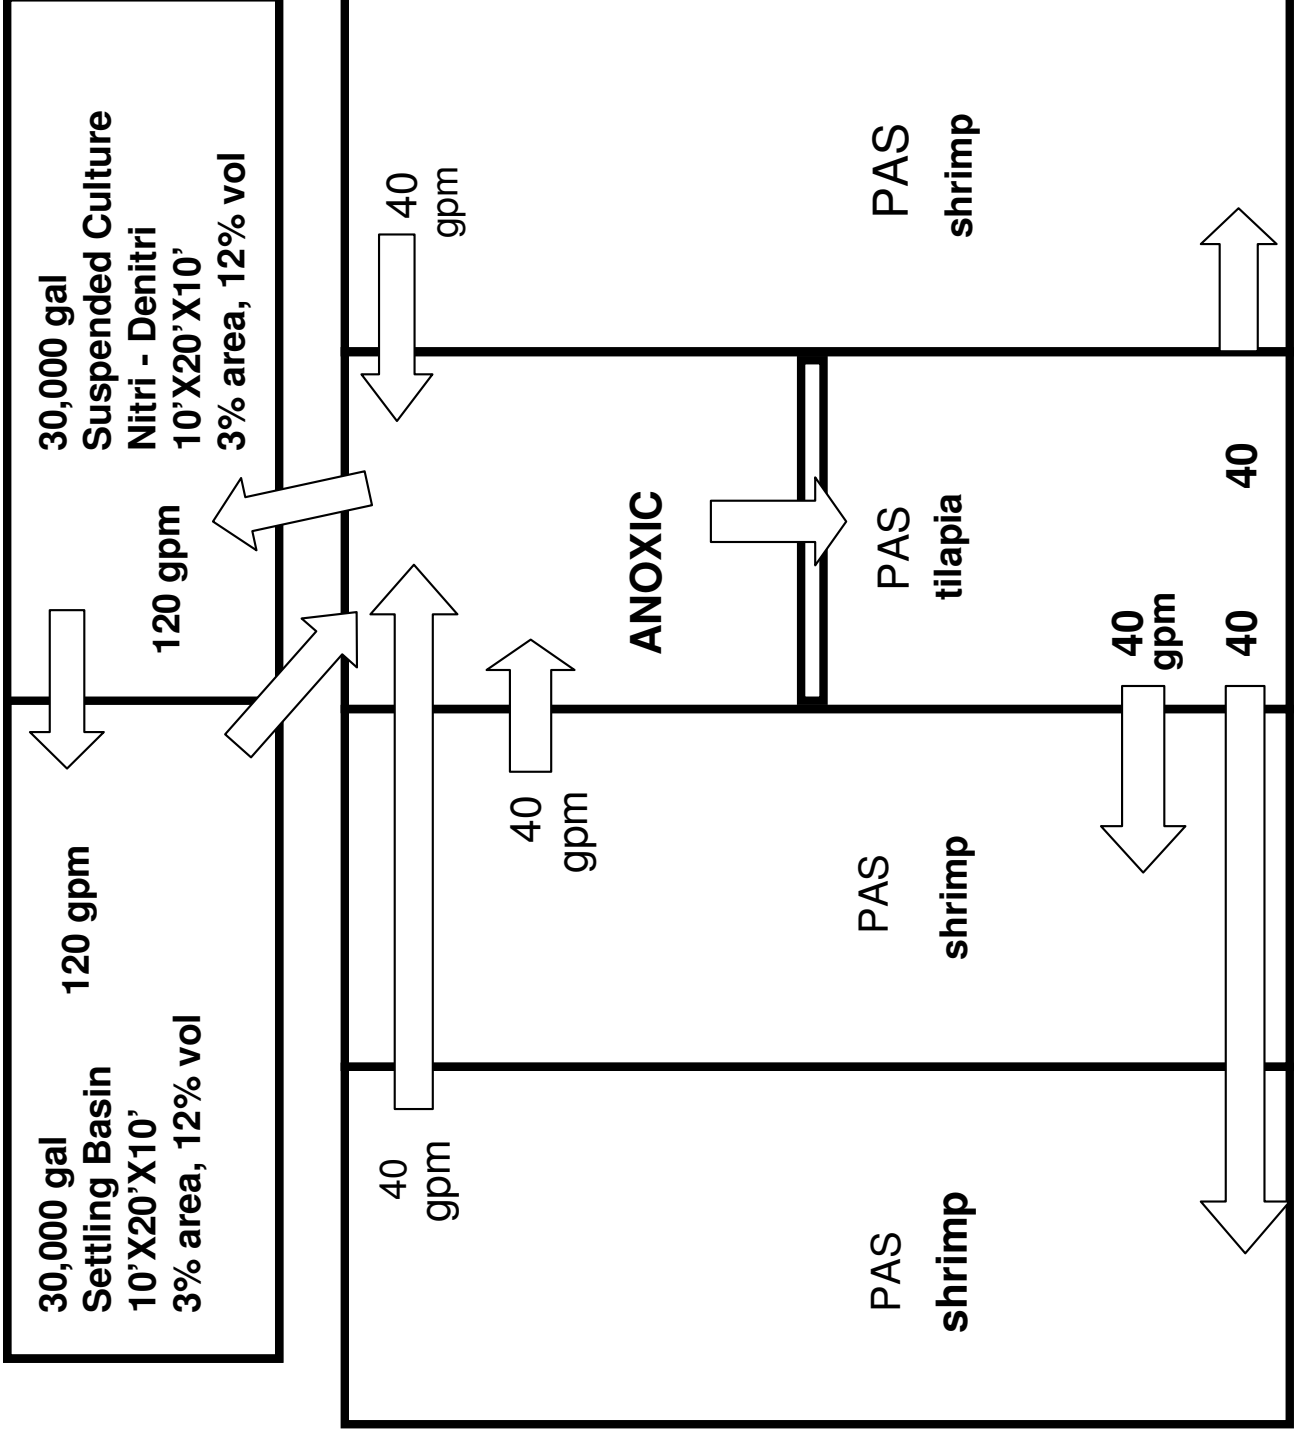 30,000 gal
Settling Basin
10’X20’X10’
3% area, 12% vol
120 gpm
30,000 gal
Suspended Culture
Nitri - Denitri
10’X20’X10’
3% area, 12% vol
120 gpm
40
gpm
40
gpm
40
gpm
ANOXIC
PAS
shrimp
PAS
shrimp
PAS
tilapia
PAS
shrimp
40
gpm
40
40